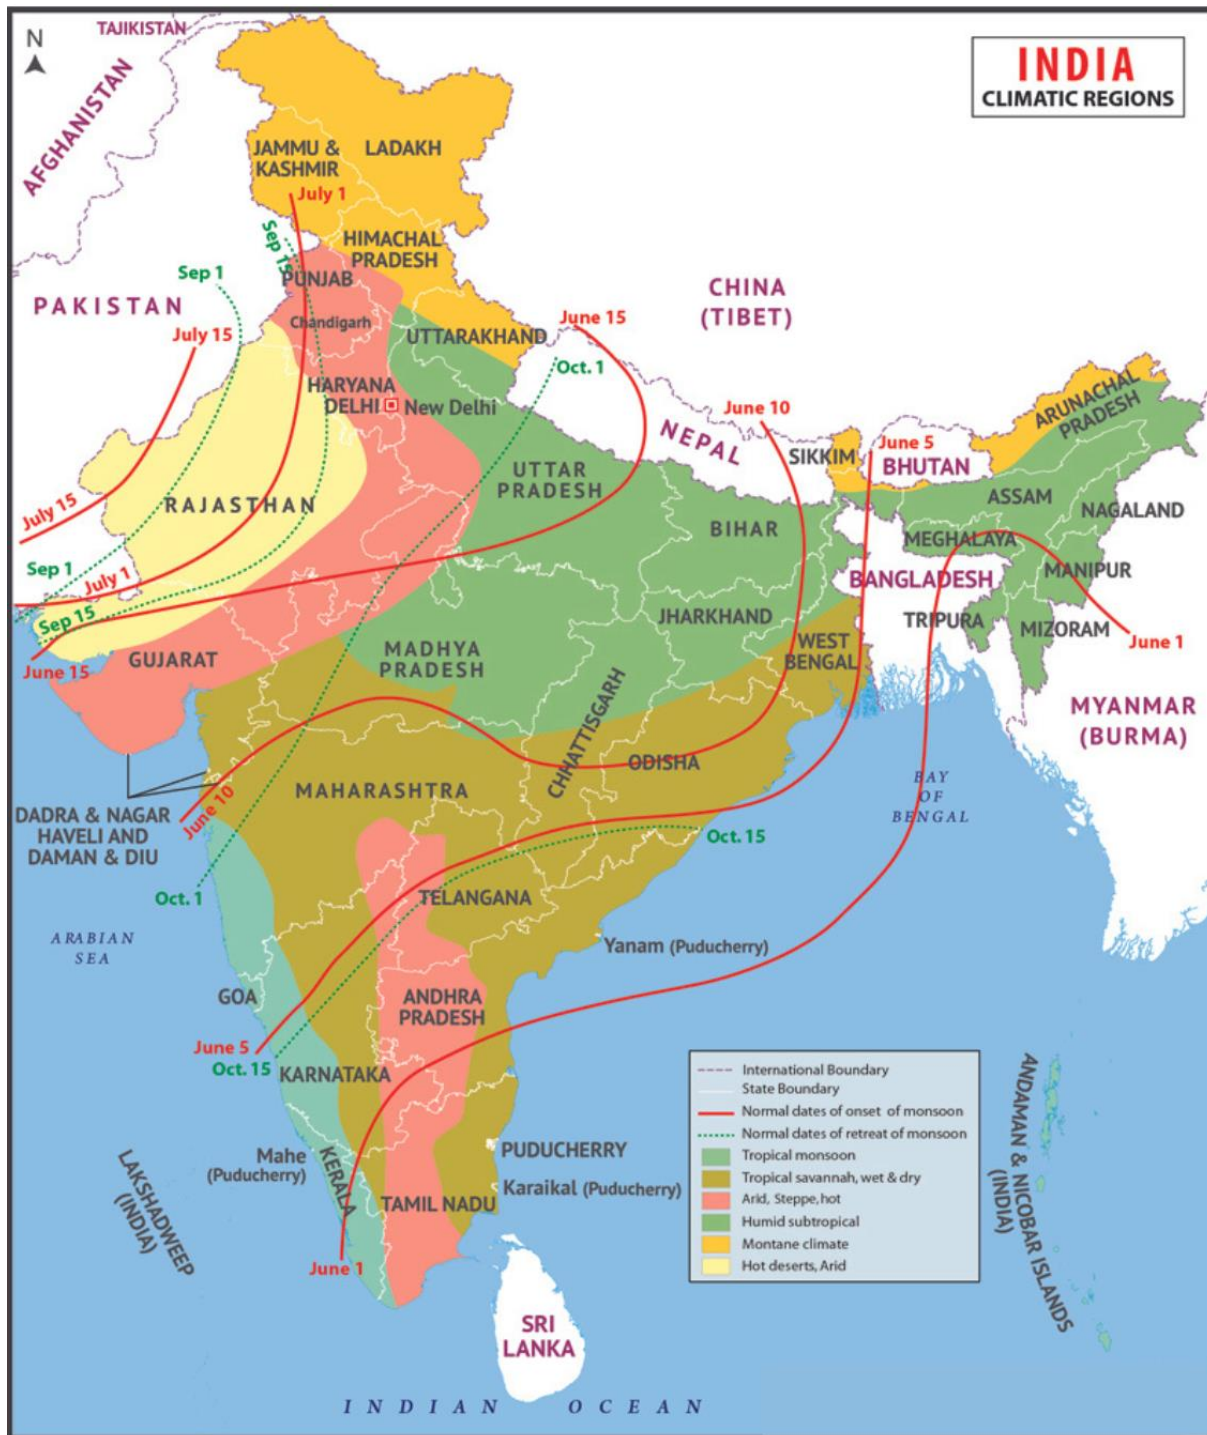 TAJIKISTAN
N
INDIA
CLIMATIC REGIONS
AFGHANISTAN
JAMMU &
KASHMIR
LADAKH
July 1
Sep 15
HIMACHAL
PRADESH
Sep 1
PUNJAB
PAKISTAN
CHINA
(TIBET)
July 15
Chandigarh
UTTARAKHAND
June 15
Oct. 1
HARYANA
DELHI
New Delhi
ARUNACHAL
PRADESH
June 10
NEPAL
SIKKIM
June 5
BHUTAN
RAJASTHAN
UTTAR
PRADESH
ASSAM
NAGALAND
July 15
BIHAR
MEGHALAYA
Sep 1
July 1
BANGLADESH
MANIPUR
Sep 15
JHARKHAND
TRIPURA
MIZORAM
June 1
June 15
GUJARAT
MADHYA
PRADESH
WEST
BENGAL
MYANMAR
(BURMA)
CHHATTISGARH
ODISHA
MAHARASHTRA
BAY
OF
BENGAL
DADRA & NAGAR
HAVELI AND
DAMAN & DIU
June 10
Oct. 15
Oct. 1
TELANGANA
ARABIAN
SEA
Yanam (Puducherry)
GOA
ANDHRA
PRADESH
June 5
Oct. 15
KARNATAKA
International Boundary
State Boundary
Normal dates of onset of monsoon
Normal dates of retreat of monsoon
Tropical monsoon
Tropical savannah, wet & dry
Arid, Steppe, hot
Humid subtropical
Montane climate
Hot deserts, Arid
ANDAMAN & NICOBAR ISLANDS
(INDIA)
Mahe
(Puducherry)
KERALA
PUDUCHERRY
Karaikal (Puducherry)
LAKSHADWEEP
(INDIA)
TAMIL NADU
June 1
SRI
LANKA
INDIAN OCEAN